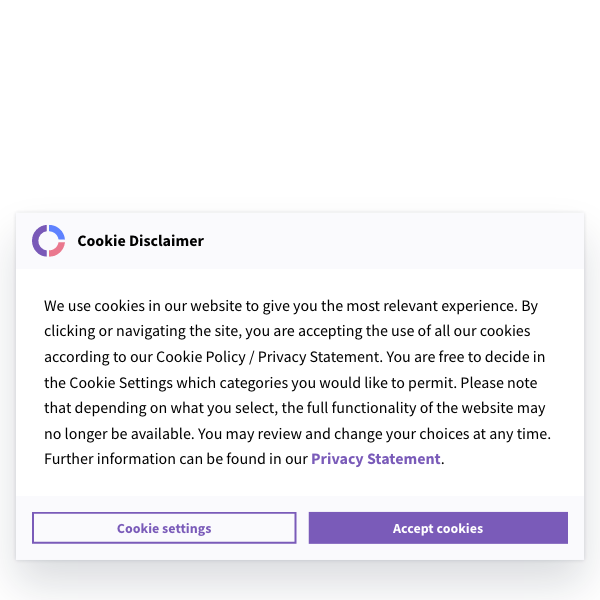 Cookie Disclaimer
We use cookies in our website to give you the most relevant experience. By
clicking or navigating the site, you are accepting the use of all our cookies
according to our Cookie Policy / Privacy Statement. You are free to decide in
the Cookie Settings which categories you would like to permit. Please note
that depending on what you select, the full functionality of the website may
no longer be available. You may review and change your choices at any time.
Further information can be found in our Privacy Statement.
Cookie settings
Accept cookies